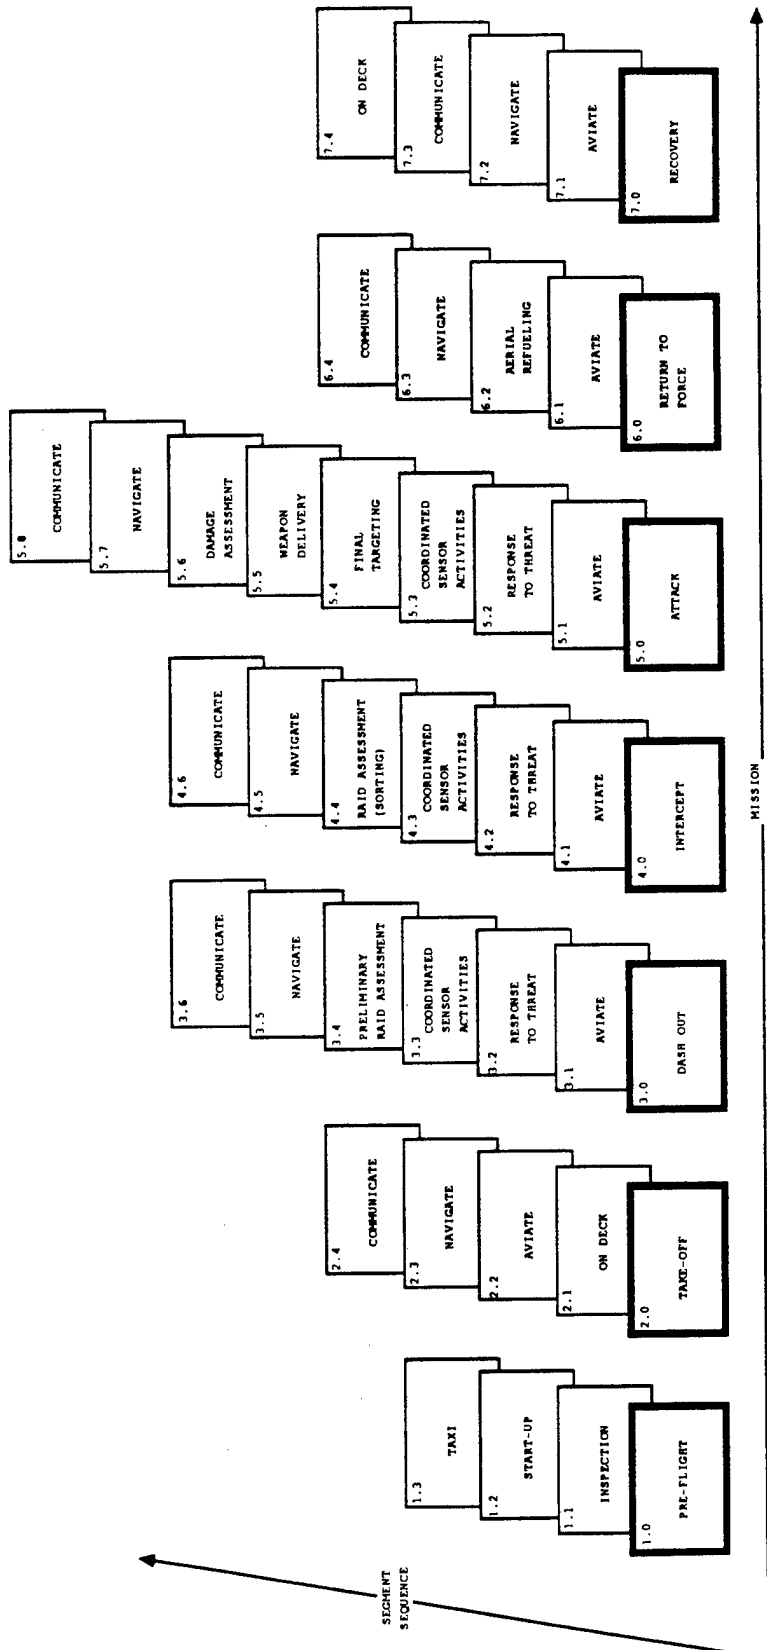 SEGMENT
SEQUENCE
1.3
TAXI
1.2
START-UP
1.1
INSPECTION
1.0
PRE-FLIGHT
2.4
COMMUNICATE
2.3
NAVIGATE
2.2
AVIATE
2.1
ON DECK
2.0
TAKE-OFF
3.6
COMMUNICATE
3.5
NAVIGATE
3.4
PRELIMINARY
RAID ASSESSMENT
3.3
COORDINATED
SENSOR
ACTIVITIES
3.2
RESPONSE
TO THREAT
3.1
AVIATE
3.0
DASH OUT
4.6
COMMUNICATE
4.5
NAVIGATE
4.4
RAID ASSESSMENT
(SORTING)
4.3
COORDINATED
SENSOR
ACTIVITIES
4.2
RESPONSE
TO THREAT
4.1
AVIATE
4.0
INTERCEPT
5.8
COMMUNICATE
5.7
NAVIGATE
5.6
DAMAGE
ASSESSMENT
5.5
WEAPON
DELIVERY
5.4
FINAL
TARGETING
5.3
COORDINATED
SENSOR
ACTIVITIES
5.2
RESPONSE
TO THREAT
5.1
AVIATE
5.0
ATTACK
6.4
COMMUNICATE
6.3
NAVIGATE
6.2
AERIAL
REFUELING
6.1
AVIATE
6.0
RETURN TO
FORCE
7.4
ON DECK
7.3
COMMUNICATE
7.2
NAVIGATE
7.1
AVIATE
7.0
RECOVERY
MISSION